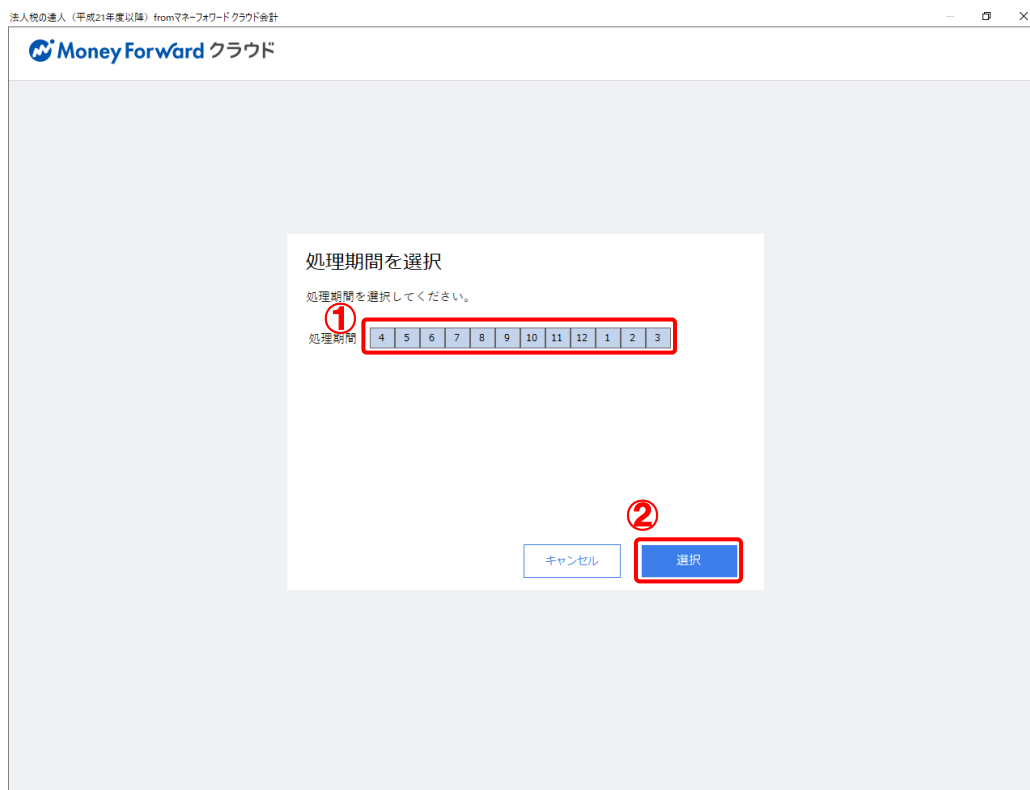 法人税の達人（平成21年度以降）fromマネーフォワード クラウド会計
Money Forward クラウド
処理期間を選択
処理期間を選択してください。
①
処理期間 4 5 6 7 8 9 10 11 12 1 2 3
②
キャンセル 選択